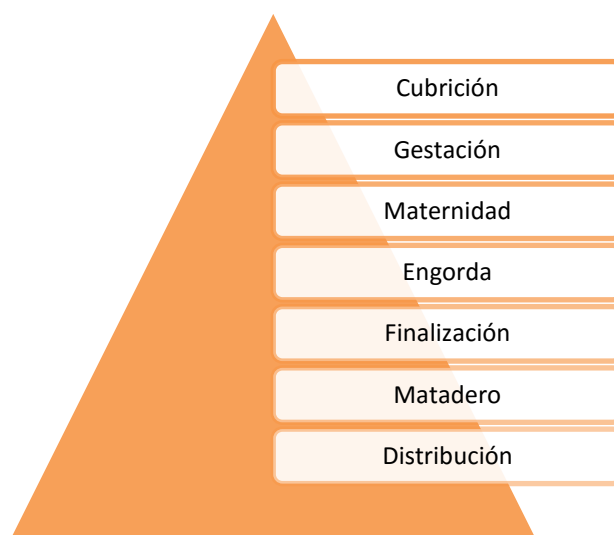 Cubrición
Gestación
Maternidad
Engorda
Finalización
Matadero
Distribución